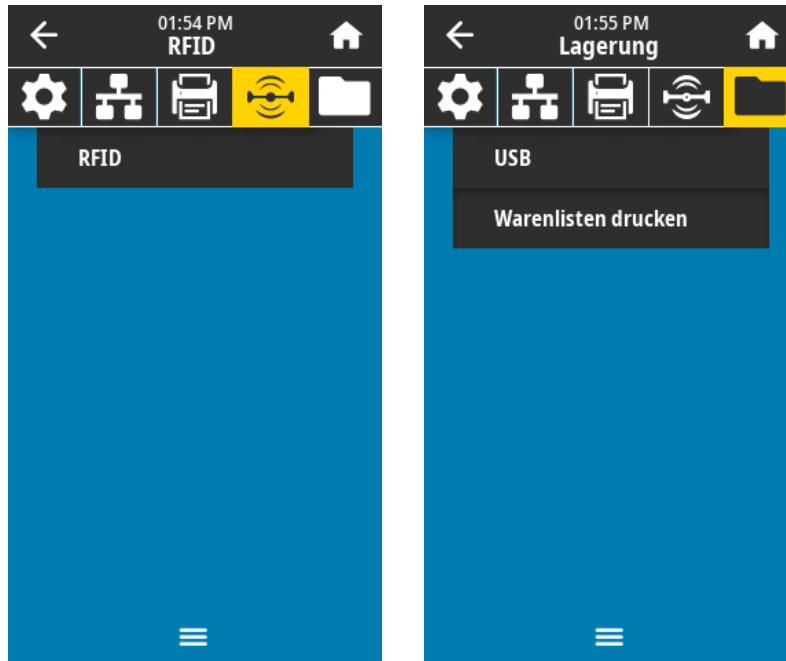 01:54 PM
RFID
RFID
01:55 PM
Lagerung
USB
Warenlisten drucken